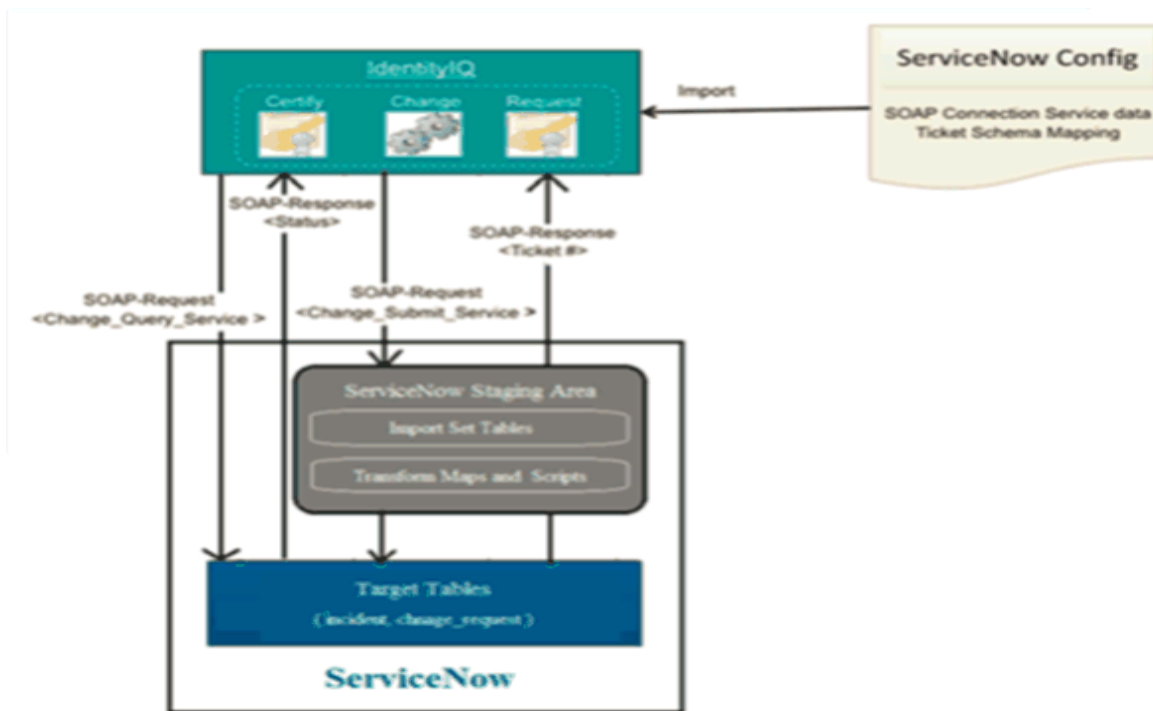 IdentityIQ
Certify
Change
Request
Import
ServiceNow Config
SOAP Connection Service data
Ticket Schema Mapping
SOAP-Response
<Status>
SOAP-Response
<Ticket #>
SOAP-Request
<Change_Query_Service >
SOAP-Request
<Change_Submit_Service >
ServiceNow Staging Area
Import Set Tables
Transform Maps and Scripts
Target Tables
( incident, chnage_request )
ServiceNow